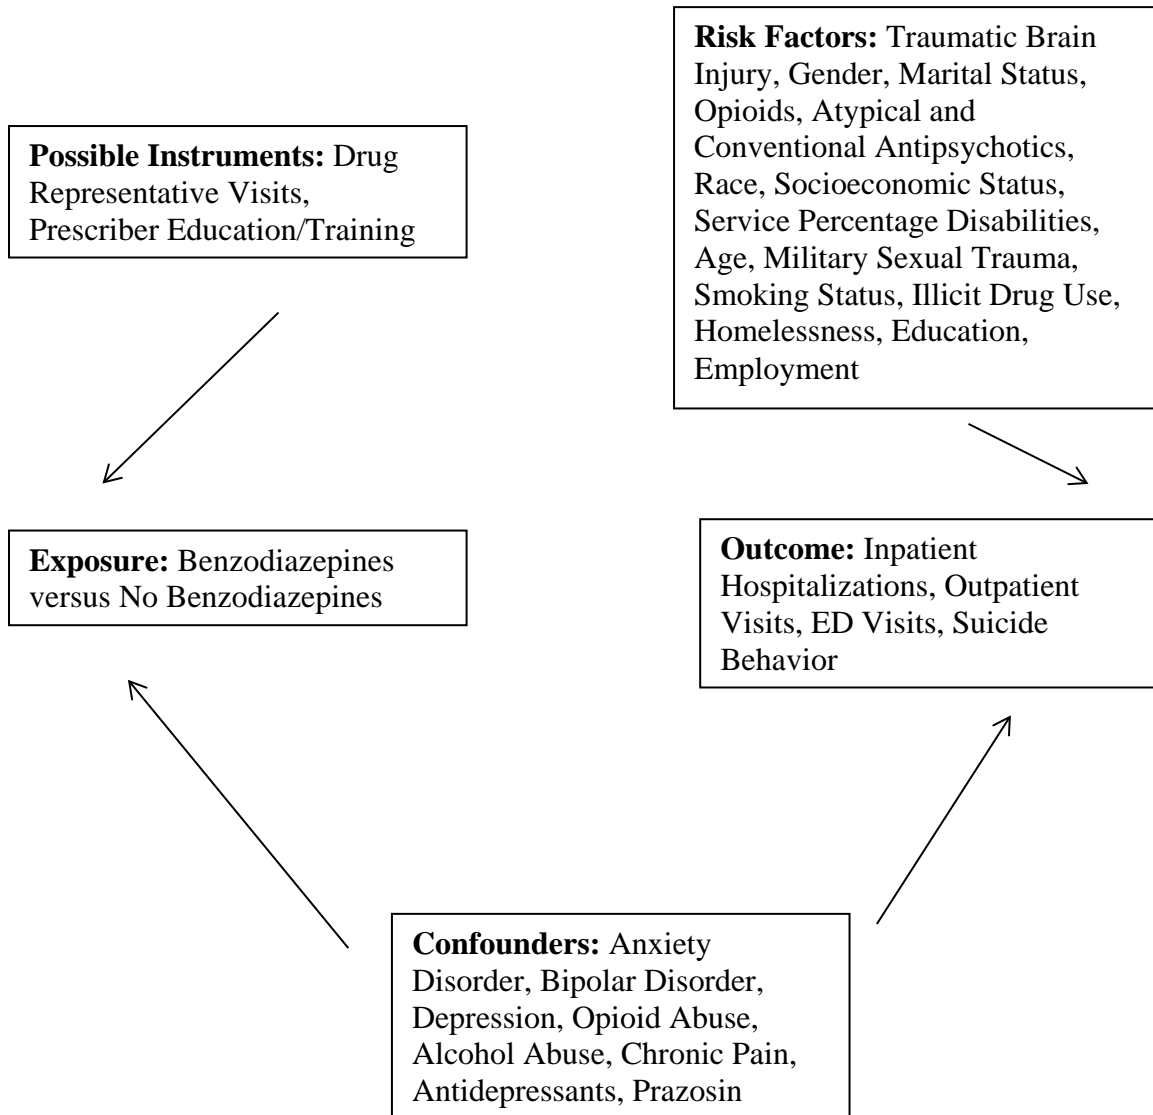 Risk Factors: Traumatic Brain
Injury, Gender, Marital Status,
Opioids, Atypical and
Conventional Antipsychotics,
Race, Socioeconomic Status,
Service Percentage Disabilities,
Age, Military Sexual Trauma,
Smoking Status, Illicit Drug Use,
Homelessness, Education,
Employment
Possible Instruments: Drug
Representative Visits,
Prescriber Education/Training
Exposure: Benzodiazepines
versus No Benzodiazepines
Outcome: Inpatient
Hospitalizations, Outpatient
Visits, ED Visits, Suicide
Behavior
Confounders: Anxiety
Disorder, Bipolar Disorder,
Depression, Opioid Abuse,
Alcohol Abuse, Chronic Pain,
Antidepressants, Prazosin